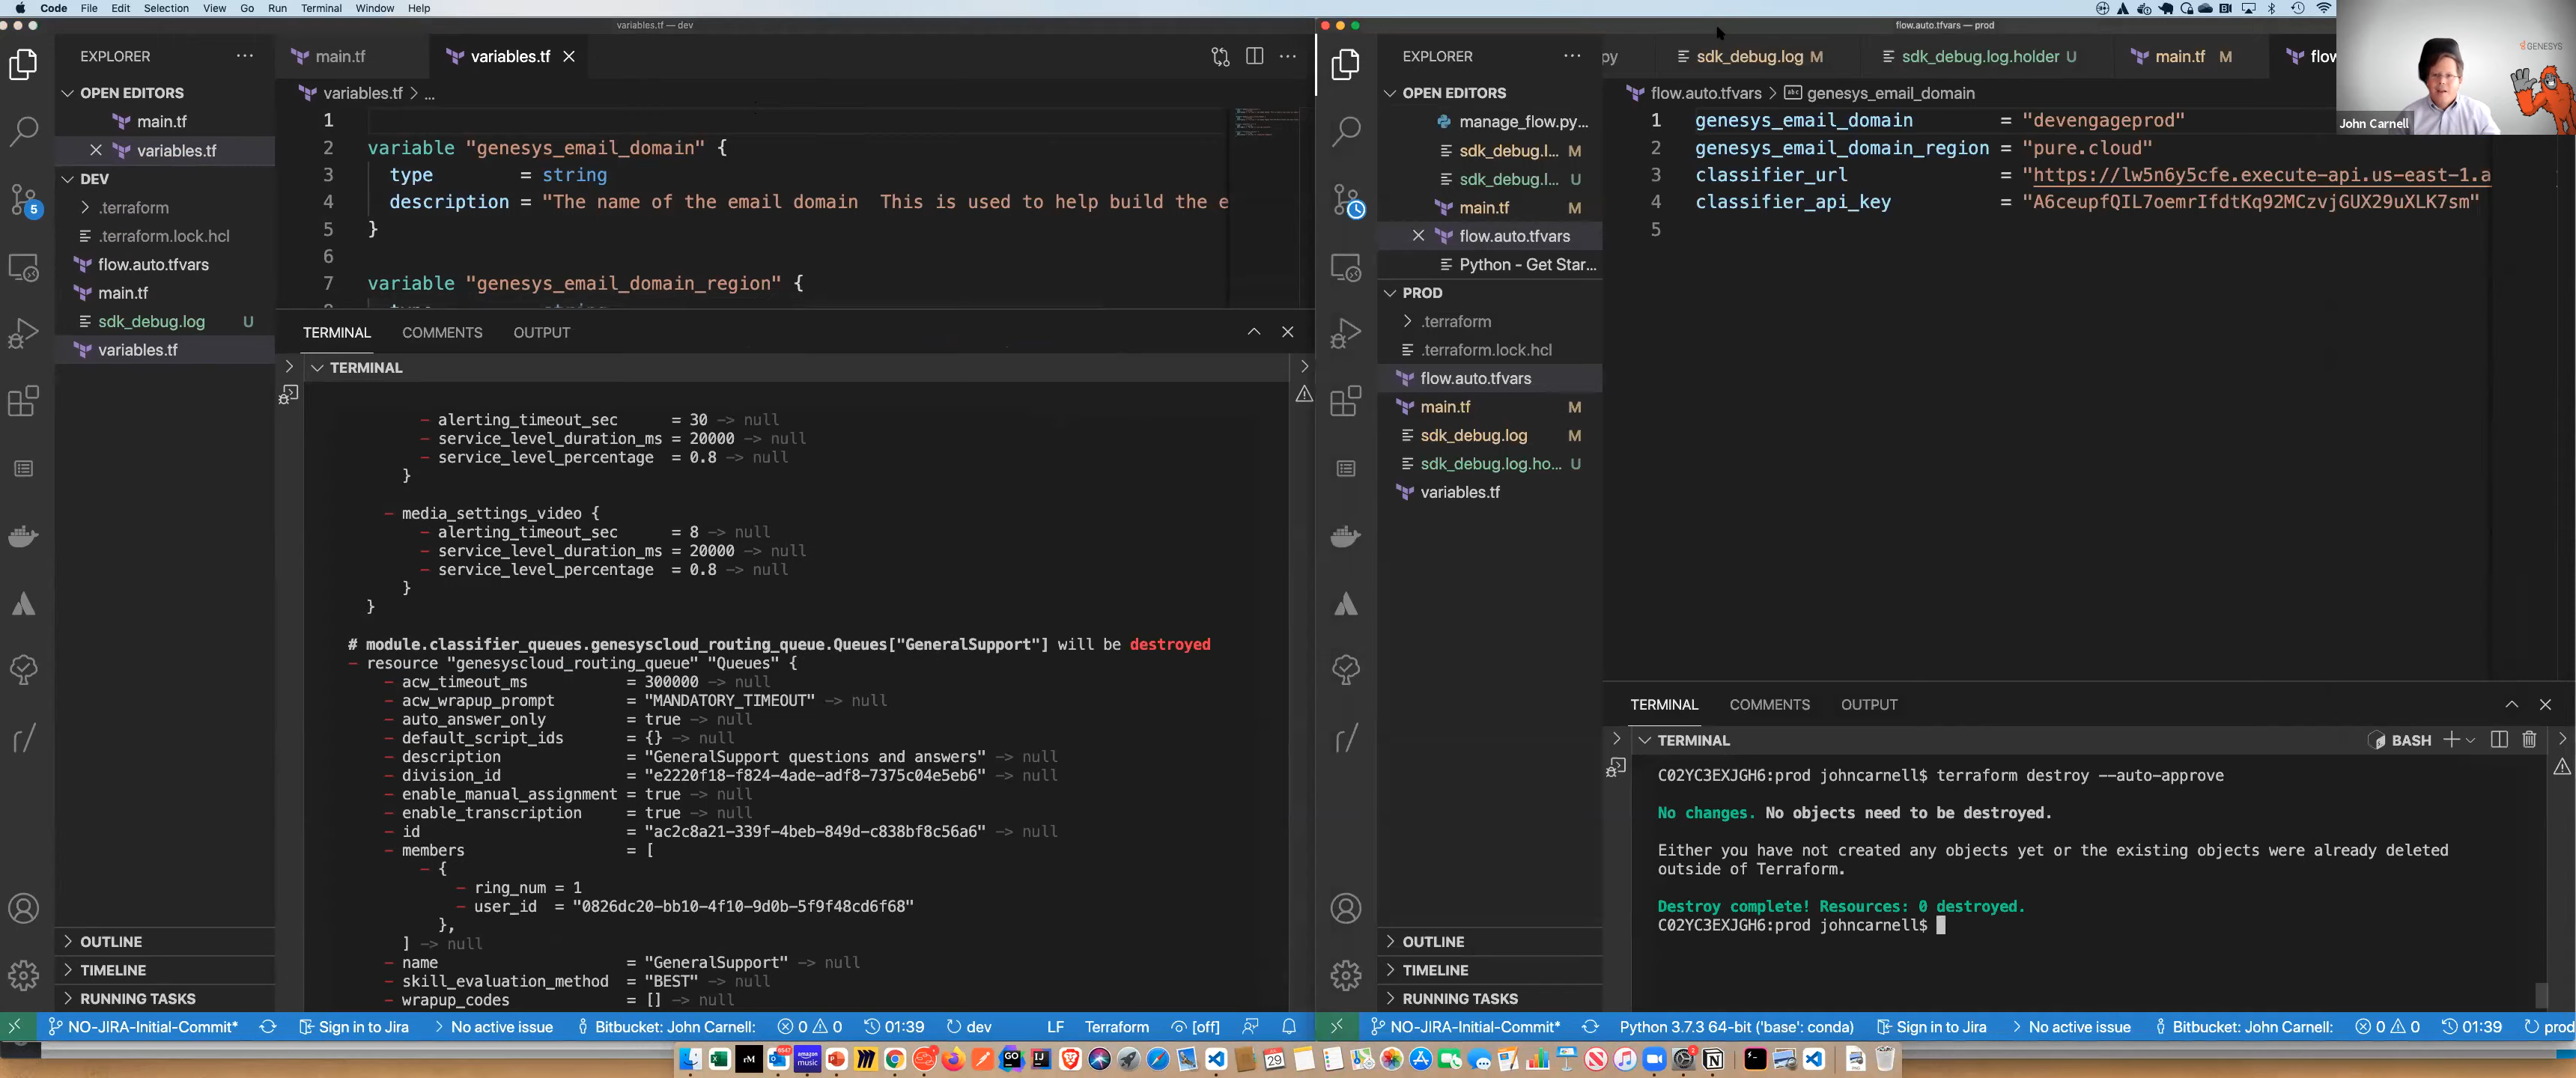 Code File Edit Selection View Go Run Terminal Window Help
variables.tf — dev
EXPLORER
OPEN EDITORS
main.tf
variables.tf
DEV
.terraform
.terraform.lock.hcl
flow.auto.tfvars
main.tf
sdk_debug.log U
variables.tf
5
OUTLINE
TIMELINE
RUNNING TASKS
main.tf variables.tf
variables.tf > ...
1
2 variable "genesys_email_domain" {
3 type = string
4 description = "The name of the email domain This is used to help build the e
5 }
6
7 variable "genesys_email_domain_region" {
TERMINAL COMMENTS OUTPUT
TERMINAL
- alerting_timeout_sec = 30 -> null
- service_level_duration_ms = 20000 -> null
- service_level_percentage = 0.8 -> null
}
- media_settings_video {
- alerting_timeout_sec = 8 -> null
- service_level_duration_ms = 20000 -> null
- service_level_percentage = 0.8 -> null
}
}
# module.classifier_queues.genesyscloud_routing_queue.Queues["GeneralSupport"] will be destroyed
- resource "genesyscloud_routing_queue" "Queues" {
- acw_timeout_ms = 300000 -> null
- acw_wrapup_prompt = "MANDATORY_TIMEOUT" -> null
- auto_answer_only = true -> null
- default_script_ids = {} -> null
- description = "GeneralSupport questions and answers" -> null
- division_id = "e2220f18-f824-4ade-adf8-7375c04e5eb6" -> null
- enable_manual_assignment = true -> null
- enable_transcription = true -> null
- id = "ac2c8a21-339f-4beb-849d-c838bf8c56a6" -> null
- members = [
- {
- ring_num = 1
- user_id = "0826dc20-bb10-4f10-9d0b-5f9f48cd6f68"
},
] -> null
- name = "GeneralSupport" -> null
- skill_evaluation_method = "BEST" -> null
- wrapup_codes = [] -> null
NO-JIRA-Initial-Commit* Sign in to Jira No active issue Bitbucket: John Carnell: 0 0 01:39 dev LF Terraform [off]
flow.auto.tfvars — prod
EXPLORER
OPEN EDITORS
manage_flow.py...
sdk_debug.l... M
sdk_debug.l... U
main.tf M
flow.auto.tfvars
Python - Get Star...
PROD
.terraform
.terraform.lock.hcl
flow.auto.tfvars
main.tf M
sdk_debug.log M
sdk_debug.log.ho... U
variables.tf
OUTLINE
TIMELINE
RUNNING TASKS
py sdk_debug.log M sdk_debug.log.holder U main.tf M flow
flow.auto.tfvars > genesys_email_domain
1 genesys_email_domain = "devengageprod"
2 genesys_email_domain_region = "pure.cloud"
3 classifier_url = "https://lw5n6y5cfe.execute-api.us-east-1.a
4 classifier_api_key = "A6ceupfQIL7oemrIfdtKq92MCzvjGUX29uXLK7sm"
5
GENESYS
John Carnell
TERMINAL COMMENTS OUTPUT
TERMINAL BASH
C02YC3EXJGH6:prod johncarnell$ terraform destroy --auto-approve
No changes. No objects need to be destroyed.
Either you have not created any objects yet or the existing objects were already deleted
outside of Terraform.
Destroy complete! Resources: 0 destroyed.
C02YC3EXJGH6:prod johncarnell$
NO-JIRA-Initial-Commit* Python 3.7.3 64-bit ('base': conda) Sign in to Jira No active issue Bitbucket: John Carnell: 0 0 01:39 prod
rM
amazon music
GO
IJ
29